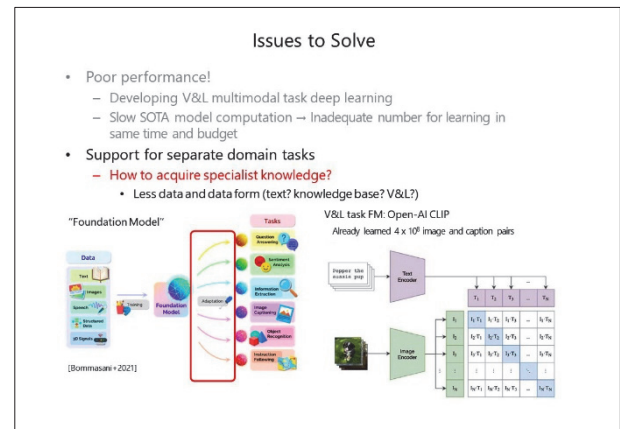 Issues to Solve
• Poor performance!
– Developing V&L multimodal task deep learning
– Slow SOTA model computation → Inadequate number for learning in
same time and budget
• Support for separate domain tasks
– How to acquire specialist knowledge?
• Less data and data form (text? knowledge base? V&L?)
"Foundation Model"
Data
Text
Images
Speech
Structured Data
3D Signals
Training
Foundation
Model
Adaptation
Tasks
Question
Answering
Sentiment
Analysis
Information
Extraction
Image
Captioning
Object
Recognition
Instruction
Following
[Bommasani+2021]
V&L task FM: Open-AI CLIP
Already learned 4 x 10⁸ image and caption pairs
Pepper the
aussie pup
Text
Encoder
T₁ T₂ T₃ ... T_N
Image
Encoder
I₁ I₁·T₁ I₁·T₂ I₁·T₃ ... I₁·T_N
I₂ I₂·T₁ I₂·T₂ I₂·T₃ ... I₂·T_N
I₃ I₃·T₁ I₃·T₂ I₃·T₃ ... I₃·T_N
⋮ ⋮ ⋮ ⋮ ⋱ ⋮
I_N I_N·T₁ I_N·T₂ I_N·T₃ ... I_N·T_N